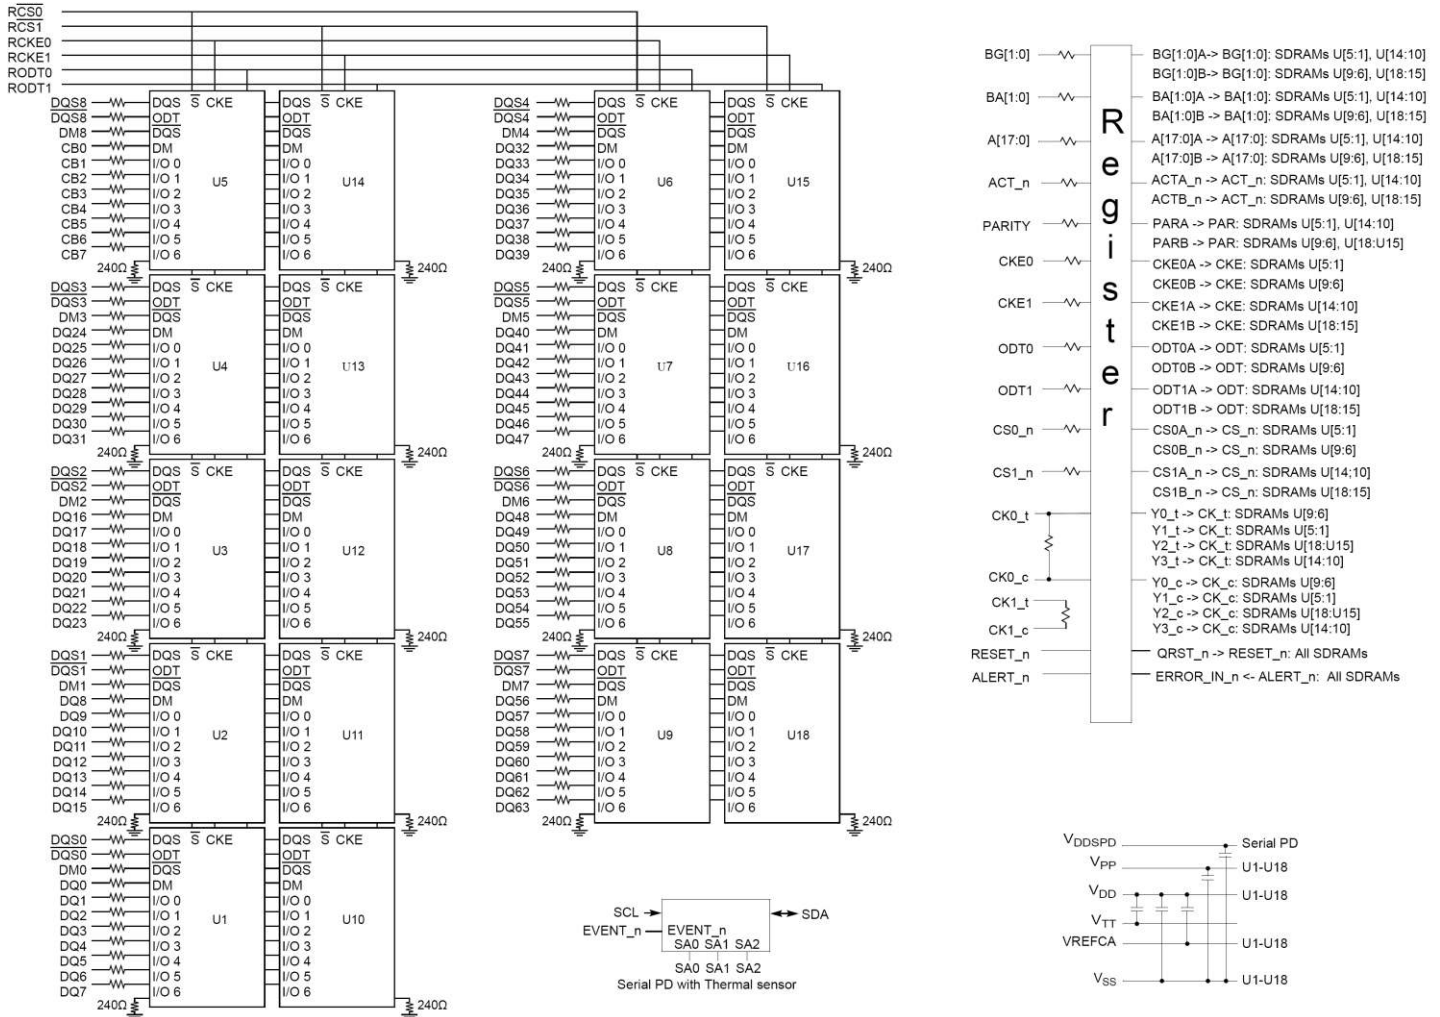 RCS0
RCS1
RCKE0
RCKE1
RODT0
RODT1
DQS8 DQS S CKE DQS S CKE
DQS8 ODT ODT
DM8 DQS DQS
CB0 DM DM
CB1 I/O 0 I/O 0
CB2 I/O 1 U5 I/O 1 U14
CB3 I/O 2 I/O 2
CB4 I/O 3 I/O 3
CB5 I/O 4 I/O 4
CB6 I/O 5 I/O 5
CB7 I/O 6 I/O 6
240Ω 240Ω
DQS3 DQS S CKE DQS S CKE
DQS3 ODT ODT
DM3 DQS DQS
DQ24 DM DM
DQ25 I/O 0 I/O 0
DQ26 I/O 1 U4 I/O 1 U13
DQ27 I/O 2 I/O 2
DQ28 I/O 3 I/O 3
DQ29 I/O 4 I/O 4
DQ30 I/O 5 I/O 5
DQ31 I/O 6 I/O 6
240Ω 240Ω
DQS2 DQS S CKE DQS S CKE
DQS2 ODT ODT
DM2 DQS DQS
DQ16 DM DM
DQ17 I/O 0 I/O 0
DQ18 I/O 1 U3 I/O 1 U12
DQ19 I/O 2 I/O 2
DQ20 I/O 3 I/O 3
DQ21 I/O 4 I/O 4
DQ22 I/O 5 I/O 5
DQ23 I/O 6 I/O 6
240Ω 240Ω
DQS1 DQS S CKE DQS S CKE
DQS1 ODT ODT
DM1 DQS DQS
DQ8 DM DM
DQ9 I/O 0 I/O 0
DQ10 I/O 1 U2 I/O 1 U11
DQ11 I/O 2 I/O 2
DQ12 I/O 3 I/O 3
DQ13 I/O 4 I/O 4
DQ14 I/O 5 I/O 5
DQ15 I/O 6 I/O 6
240Ω 240Ω
DQS0 DQS S CKE DQS S CKE
DQS0 ODT ODT
DM0 DQS DQS
DQ0 DM DM
DQ1 I/O 0 I/O 0
DQ2 I/O 1 U1 I/O 1 U10
DQ3 I/O 2 I/O 2
DQ4 I/O 3 I/O 3
DQ5 I/O 4 I/O 4
DQ6 I/O 5 I/O 5
DQ7 I/O 6 I/O 6
240Ω 240Ω
DQS4 DQS S CKE DQS S CKE
DQS4 ODT ODT
DM4 DQS DQS
DQ32 DM DM
DQ33 I/O 0 I/O 0
DQ34 I/O 1 U6 I/O 1 U15
DQ35 I/O 2 I/O 2
DQ36 I/O 3 I/O 3
DQ37 I/O 4 I/O 4
DQ38 I/O 5 I/O 5
DQ39 I/O 6 I/O 6
240Ω 240Ω
DQS5 DQS S CKE DQS S CKE
DQS5 ODT ODT
DM5 DQS DQS
DQ40 DM DM
DQ41 I/O 0 I/O 0
DQ42 I/O 1 U7 I/O 1 U16
DQ43 I/O 2 I/O 2
DQ44 I/O 3 I/O 3
DQ45 I/O 4 I/O 4
DQ46 I/O 5 I/O 5
DQ47 I/O 6 I/O 6
240Ω 240Ω
DQS6 DQS S CKE DQS S CKE
DQS6 ODT ODT
DM6 DQS DQS
DQ48 DM DM
DQ49 I/O 0 I/O 0
DQ50 I/O 1 U8 I/O 1 U17
DQ51 I/O 2 I/O 2
DQ52 I/O 3 I/O 3
DQ53 I/O 4 I/O 4
DQ54 I/O 5 I/O 5
DQ55 I/O 6 I/O 6
240Ω 240Ω
DQS7 DQS S CKE DQS S CKE
DQS7 ODT ODT
DM7 DQS DQS
DQ56 DM DM
DQ57 I/O 0 I/O 0
DQ58 I/O 1 U9 I/O 1 U18
DQ59 I/O 2 I/O 2
DQ60 I/O 3 I/O 3
DQ61 I/O 4 I/O 4
DQ62 I/O 5 I/O 5
DQ63 I/O 6 I/O 6
240Ω 240Ω
SCL SDA
EVENT_n EVENT_n
SA0 SA1 SA2
SA0 SA1 SA2
Serial PD with Thermal sensor
Register
BG[1:0] BG[1:0]A-> BG[1:0]: SDRAMs U[5:1], U[14:10]
BG[1:0]B-> BG[1:0]: SDRAMs U[9:6], U[18:15]
BA[1:0] BA[1:0]A -> BA[1:0]: SDRAMs U[5:1], U[14:10]
BA[1:0]B -> BA[1:0]: SDRAMs U[9:6], U[18:15]
A[17:0] A[17:0]A -> A[17:0]: SDRAMs U[5:1], U[14:10]
A[17:0]B -> A[17:0]: SDRAMs U[9:6], U[18:15]
ACT_n ACTA_n -> ACT_n: SDRAMs U[5:1], U[14:10]
ACTB_n -> ACT_n: SDRAMs U[9:6], U[18:15]
PARITY PARA -> PAR: SDRAMs U[5:1], U[14:10]
PARB -> PAR: SDRAMs U[9:6], U[18:U15]
CKE0 CKE0A -> CKE: SDRAMs U[5:1]
CKE0B -> CKE: SDRAMs U[9:6]
CKE1 CKE1A -> CKE: SDRAMs U[14:10]
CKE1B -> CKE: SDRAMs U[18:15]
ODT0 ODT0A -> ODT: SDRAMs U[5:1]
ODT0B -> ODT: SDRAMs U[9:6]
ODT1 ODT1A -> ODT: SDRAMs U[14:10]
ODT1B -> ODT: SDRAMs U[18:15]
CS0_n CS0A_n -> CS_n: SDRAMs U[5:1]
CS0B_n -> CS_n: SDRAMs U[9:6]
CS1_n CS1A_n -> CS_n: SDRAMs U[14;10]
CS1B_n -> CS_n: SDRAMs U[18:15]
CK0_t Y0_t -> CK_t: SDRAMs U[9:6]
Y1_t -> CK_t: SDRAMs U[5:1]
Y2_t -> CK_t: SDRAMs U[18:U15]
Y3_t -> CK_t: SDRAMs U[14:10]
CK0_c Y0_c -> CK_c: SDRAMs U[9:6]
CK1_t Y1_c -> CK_c: SDRAMs U[5:1]
Y2_c -> CK_c: SDRAMs U[18:U15]
CK1_c Y3_c -> CK_c: SDRAMs U[14:10]
RESET_n QRST_n -> RESET_n: All SDRAMs
ALERT_n ERROR_IN_n <- ALERT_n: All SDRAMs
VDDSPD Serial PD
VPP U1-U18
VDD U1-U18
VTT
VREFCA U1-U18
VSS U1-U18